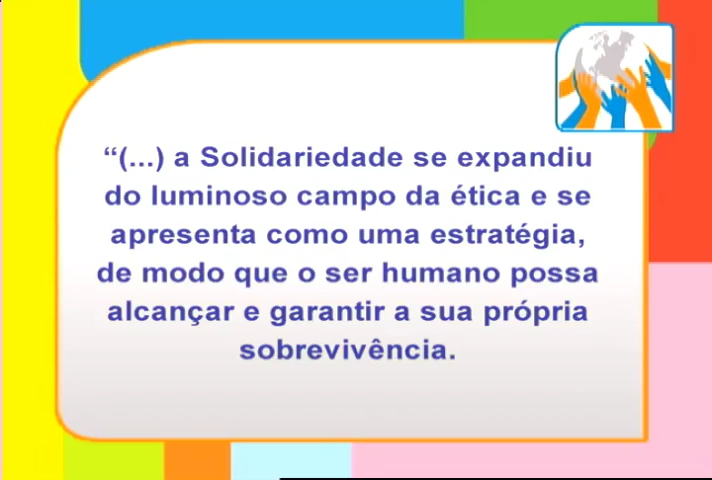 “(...) a Solidariedade se expandiu
do luminoso campo da ética e se
apresenta como uma estratégia,
de modo que o ser humano possa
alcançar e garantir a sua própria
sobrevivência.